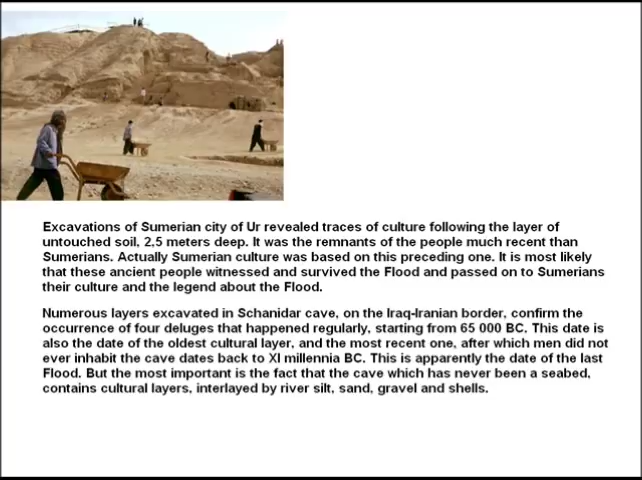 Excavations of Sumerian city of Ur revealed traces of culture following the layer of
untouched soil, 2,5 meters deep. It was the remnants of the people much recent than
Sumerians. Actually Sumerian culture was based on this preceding one. It is most likely
that these ancient people witnessed and survived the Flood and passed on to Sumerians
their culture and the legend about the Flood.
Numerous layers excavated in Schanidar cave, on the Iraq-Iranian border, confirm the
occurrence of four deluges that happened regularly, starting from 65 000 BC. This date is
also the date of the oldest cultural layer, and the most recent one, after which men did not
ever inhabit the cave dates back to XI millennia BC. This is apparently the date of the last
Flood. But the most important is the fact that the cave which has never been a seabed,
contains cultural layers, interlayed by river silt, sand, gravel and shells.